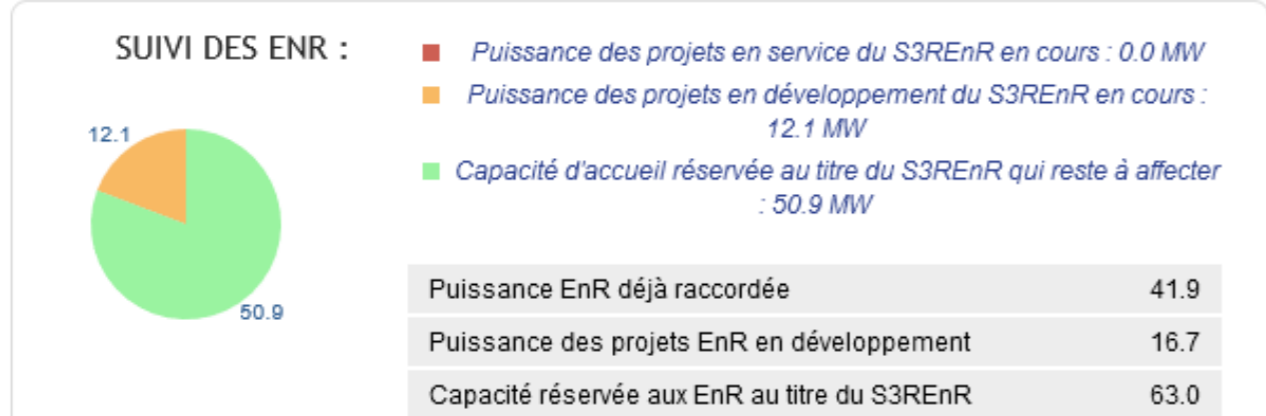 SUIVI DES ENR :
Puissance des projets en service du S3REnR en cours : 0.0 MW
Puissance des projets en développement du S3REnR en cours :
12.1 MW
Capacité d'accueil réservée au titre du S3REnR qui reste à affecter
: 50.9 MW
12.1
50.9
Puissance EnR déjà raccordée 41.9
Puissance des projets EnR en développement 16.7
Capacité réservée aux EnR au titre du S3REnR 63.0